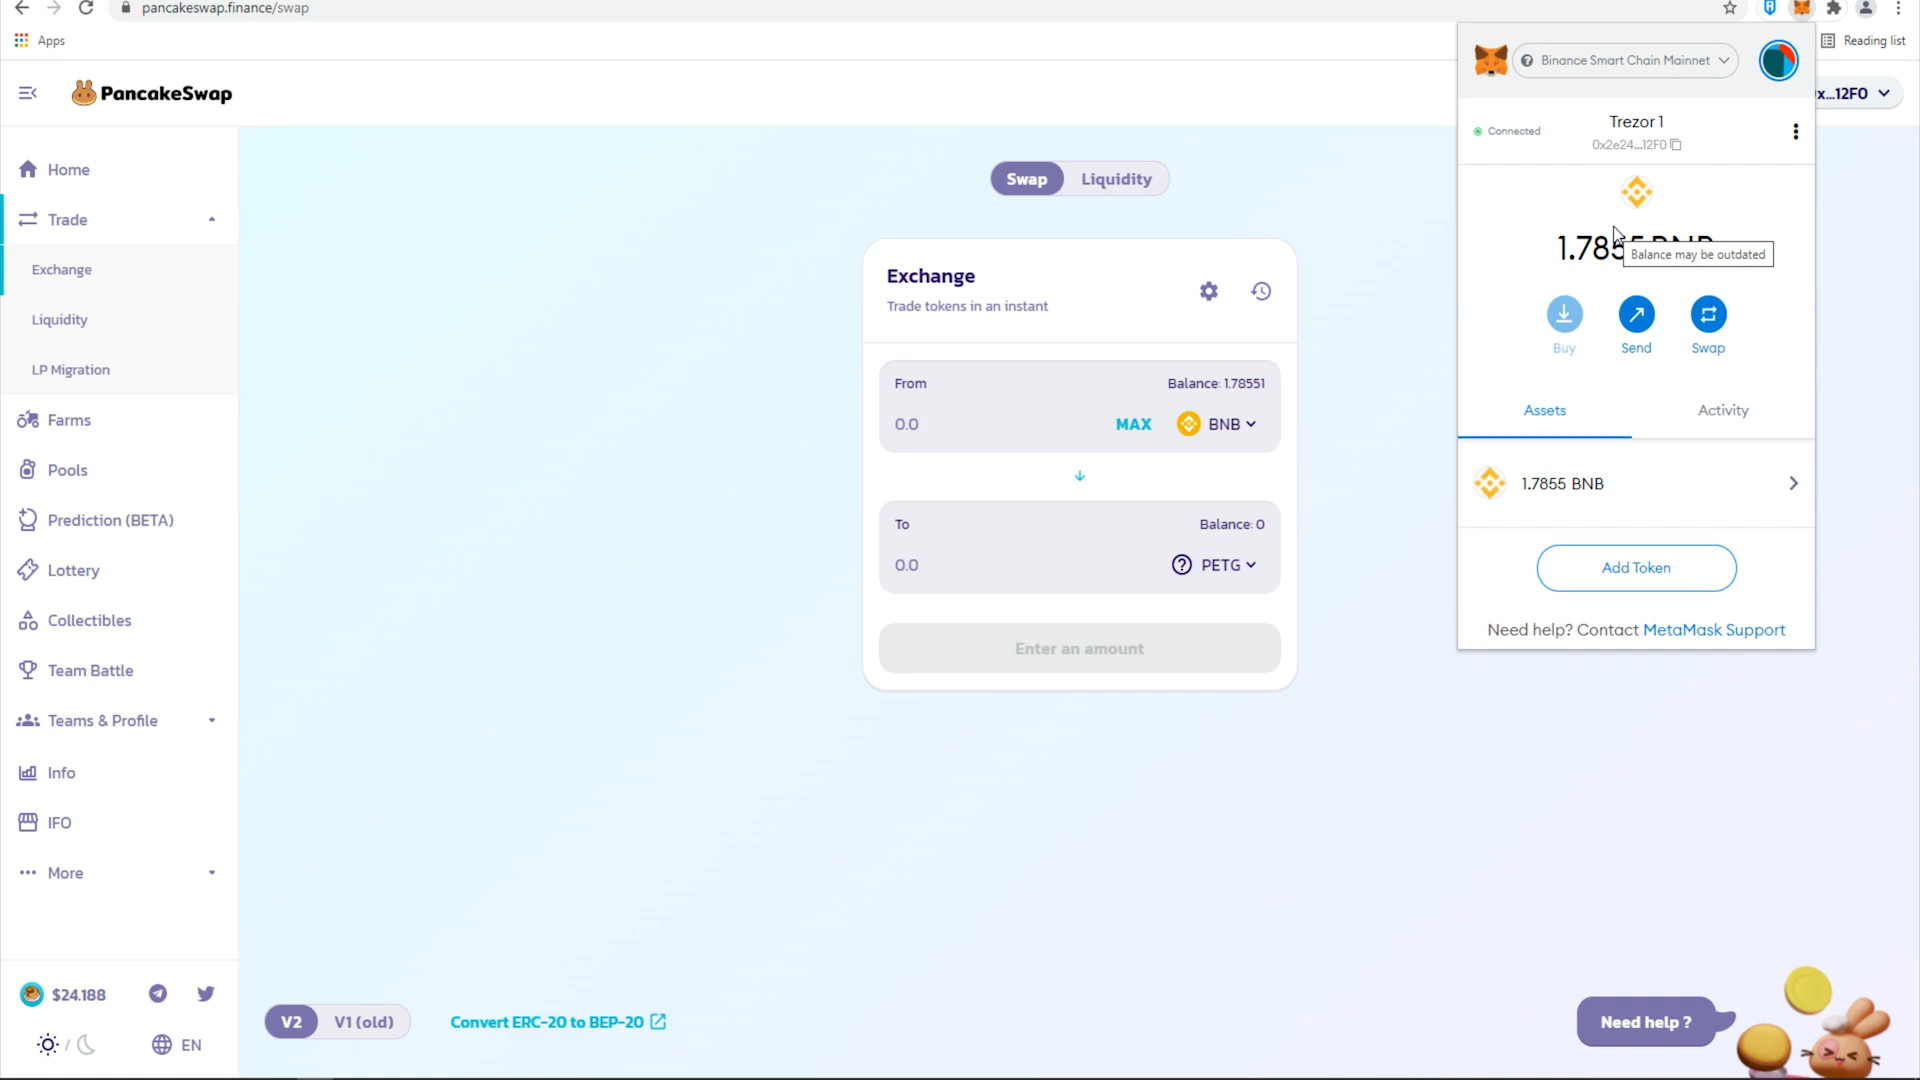 pancakeswap.finance/swap
Apps
Reading list
PancakeSwap
Binance Smart Chain Mainnet
x...12F0
Connected
Trezor 1
0x2e24...12F0
Home
Trade
Exchange
Liquidity
LP Migration
Farms
Pools
Prediction (BETA)
Lottery
Collectibles
Team Battle
Teams & Profile
Info
IFO
More
$24.188
EN
Swap
Liquidity
Exchange
Trade tokens in an instant
From
Balance: 1.78551
0.0
MAX
BNB
To
Balance: 0
0.0
PETG
Enter an amount
1.7855 BNB
Balance may be outdated
Buy
Send
Swap
Assets
Activity
1.7855 BNB
Add Token
Need help? Contact MetaMask Support
V2
V1 (old)
Convert ERC-20 to BEP-20
Need help ?